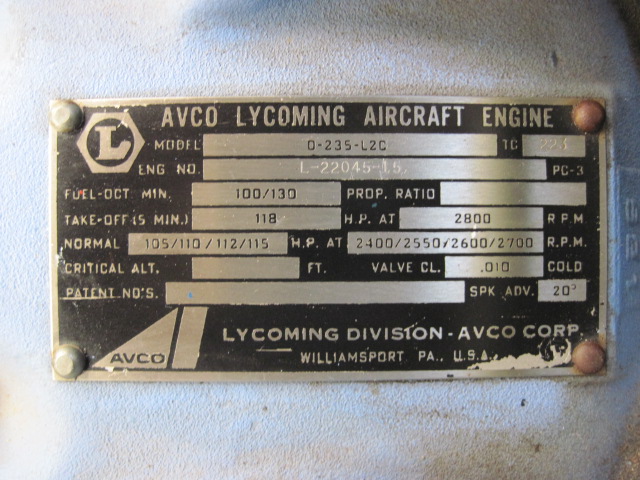 L
AVCO LYCOMING AIRCRAFT ENGINE
MODEL O-235-L2C TC 223
ENG NO. L-22045-15 PC-3
FUEL-OCT MIN. 100/130 PROP. RATIO
TAKE-OFF (5 MIN.) 118 H.P. AT 2800 R.P.M
NORMAL 105/110/112/115 H.P. AT 2400/2550/2600/2700 R.P.M.
CRITICAL ALT. FT. VALVE CL. .010 COLD
PATENT NO'S. SPK ADV. 20°
AVCO
LYCOMING DIVISION - AVCO CORP.
WILLIAMSPORT PA., U.S.A.